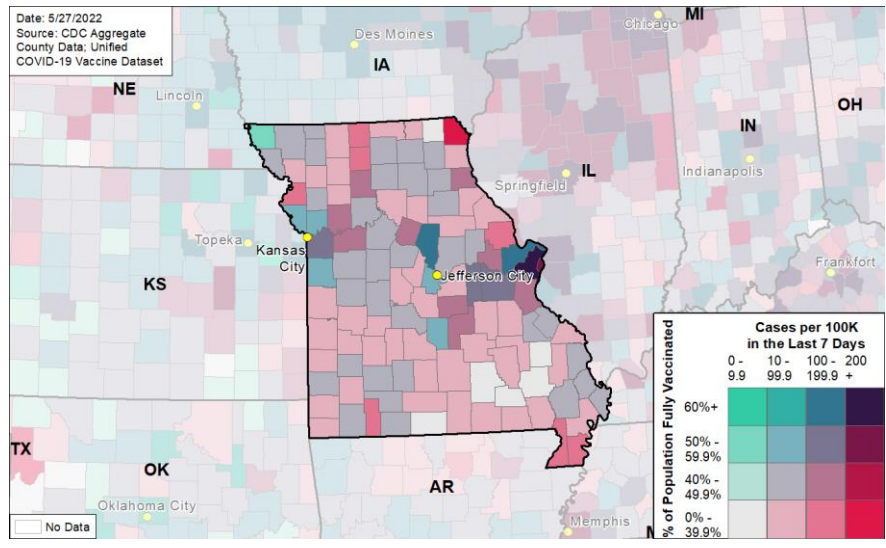 Date: 5/27/2022
Source: CDC Aggregate
County Data; Unified
COVID-19 Vaccine Dataset
Des Moines
Chicago
MI
IA
NE
Lincoln
OH
IN
IL
Indianapolis
Springfield
Topeka
Kansas
City
Jefferson City
Frankfort
KS
Cases per 100K
in the Last 7 Days
0 - 10 - 100 - 200
9.9 99.9 199.9 +
% of Population Fully Vaccinated
60%+
50% -
59.9%
40% -
49.9%
0% -
39.9%
TX
OK
AR
Oklahoma City
Memphis
No Data